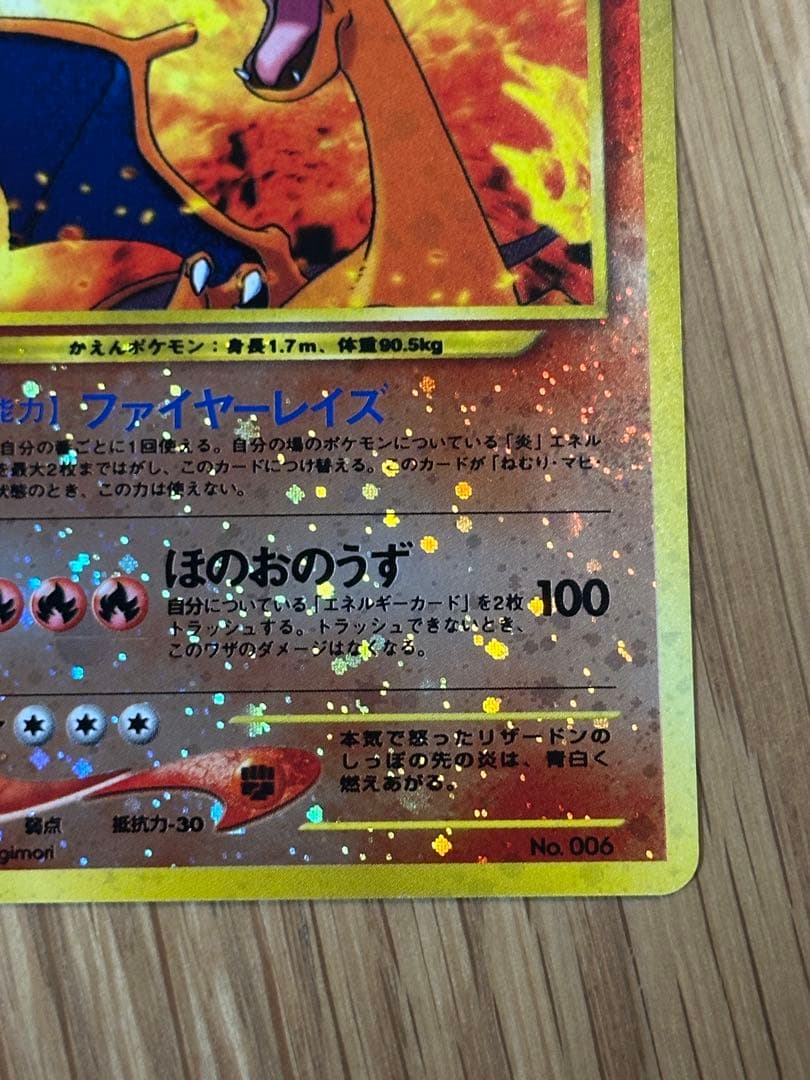 かえんポケモン：身長1.7m、体重90.5kg
能力】ファイヤーレイズ
自分の番ごとに1回使える。自分の場のポケモンについている「炎」エネル
を最大2枚まではがし、このカードにつけ替える。このカードが「ねむり・マヒ・
状態のとき、この力は使えない。
ほのおのうず
100
自分についている「エネルギーカード」を2枚
トラッシュする。トラッシュできないとき、
このワザのダメージはなくなる。
本気で怒ったリザードンの
しっぽの先の炎は、青白く
燃えあがる。
弱点 抵抗力-30
gimori
No. 006